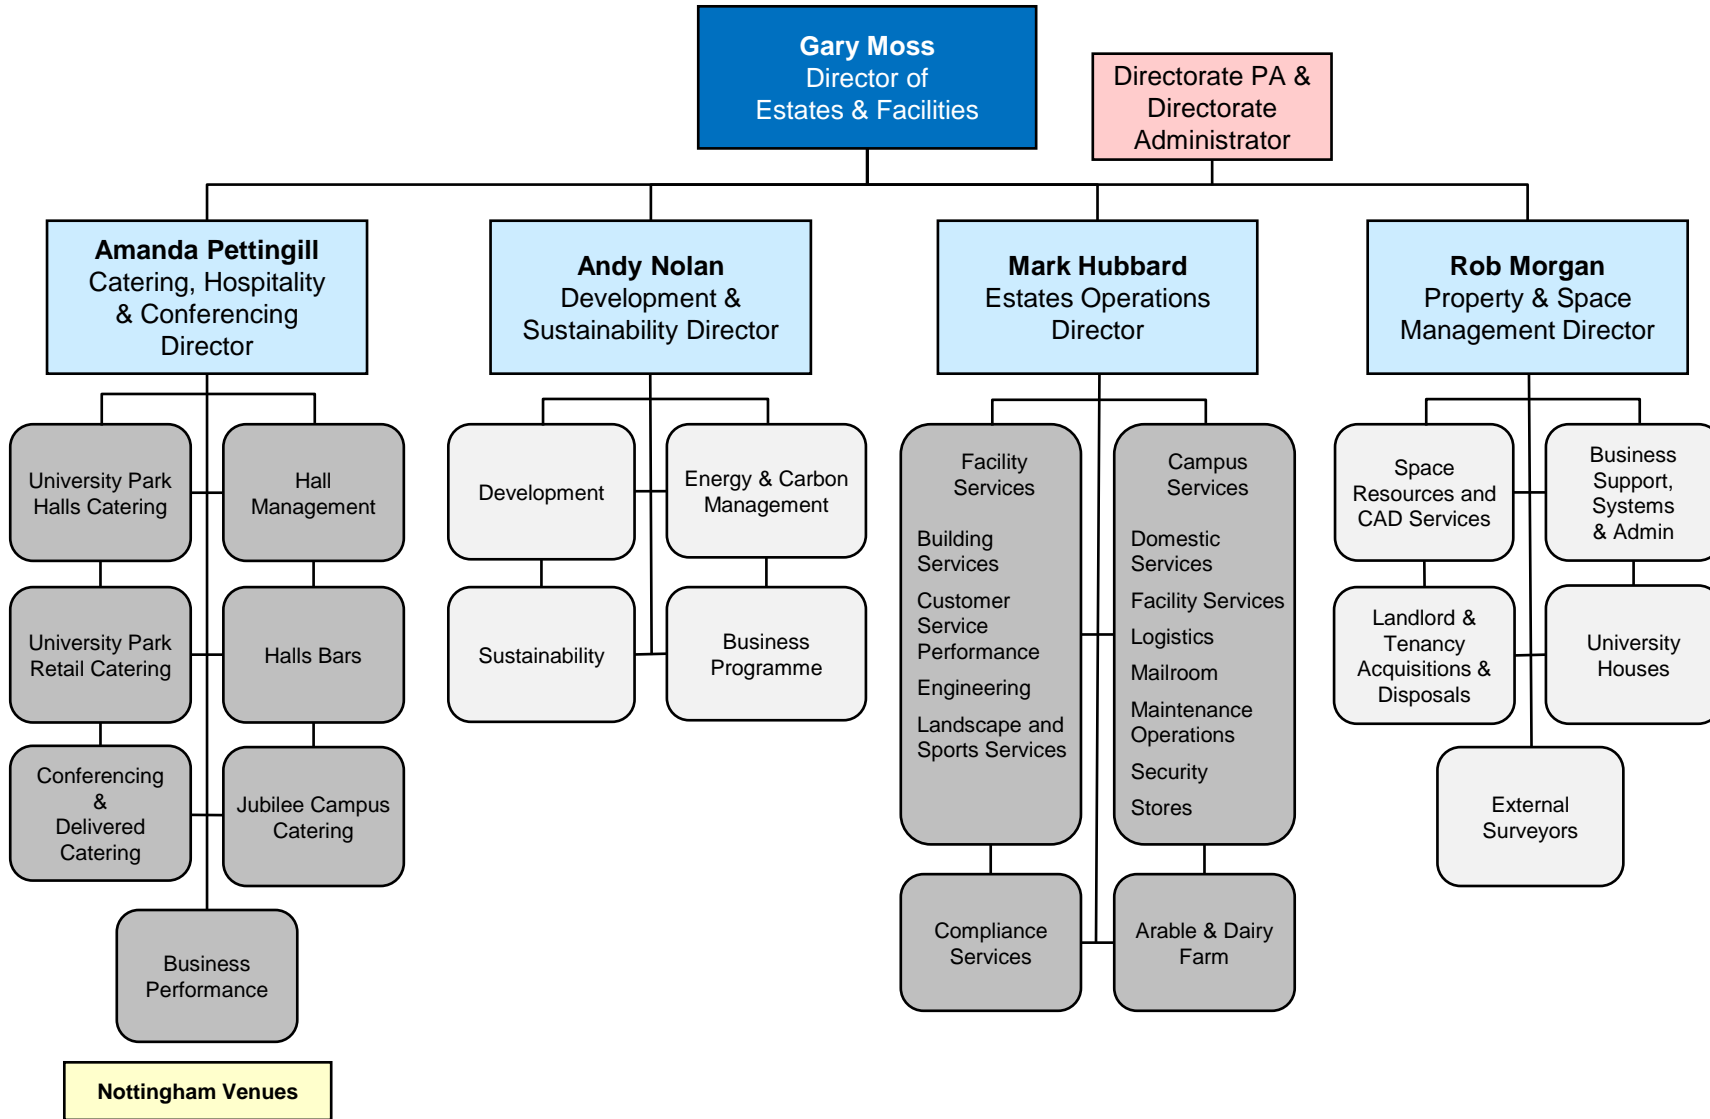 Gary Moss
Director of
Estates & Facilities
Directorate PA &
Directorate
Administrator
Amanda Pettingill
Catering, Hospitality
& Conferencing
Director
Andy Nolan
Development &
Sustainability Director
Mark Hubbard
Estates Operations
Director
Rob Morgan
Property & Space
Management Director
University Park
Halls Catering
Hall
Management
University Park
Retail Catering
Halls Bars
Conferencing
&
Delivered
Catering
Jubilee Campus
Catering
Business
Performance
Nottingham Venues
Development
Energy & Carbon
Management
Sustainability
Business
Programme
Facility
Services
Building
Services
Customer
Service
Performance
Engineering
Landscape and
Sports Services
Campus
Services
Domestic
Services
Facility Services
Logistics
Mailroom
Maintenance
Operations
Security
Stores
Compliance
Services
Arable & Dairy
Farm
Space
Resources and
CAD Services
Business
Support,
Systems
& Admin
Landlord &
Tenancy
Acquisitions &
Disposals
University
Houses
External
Surveyors